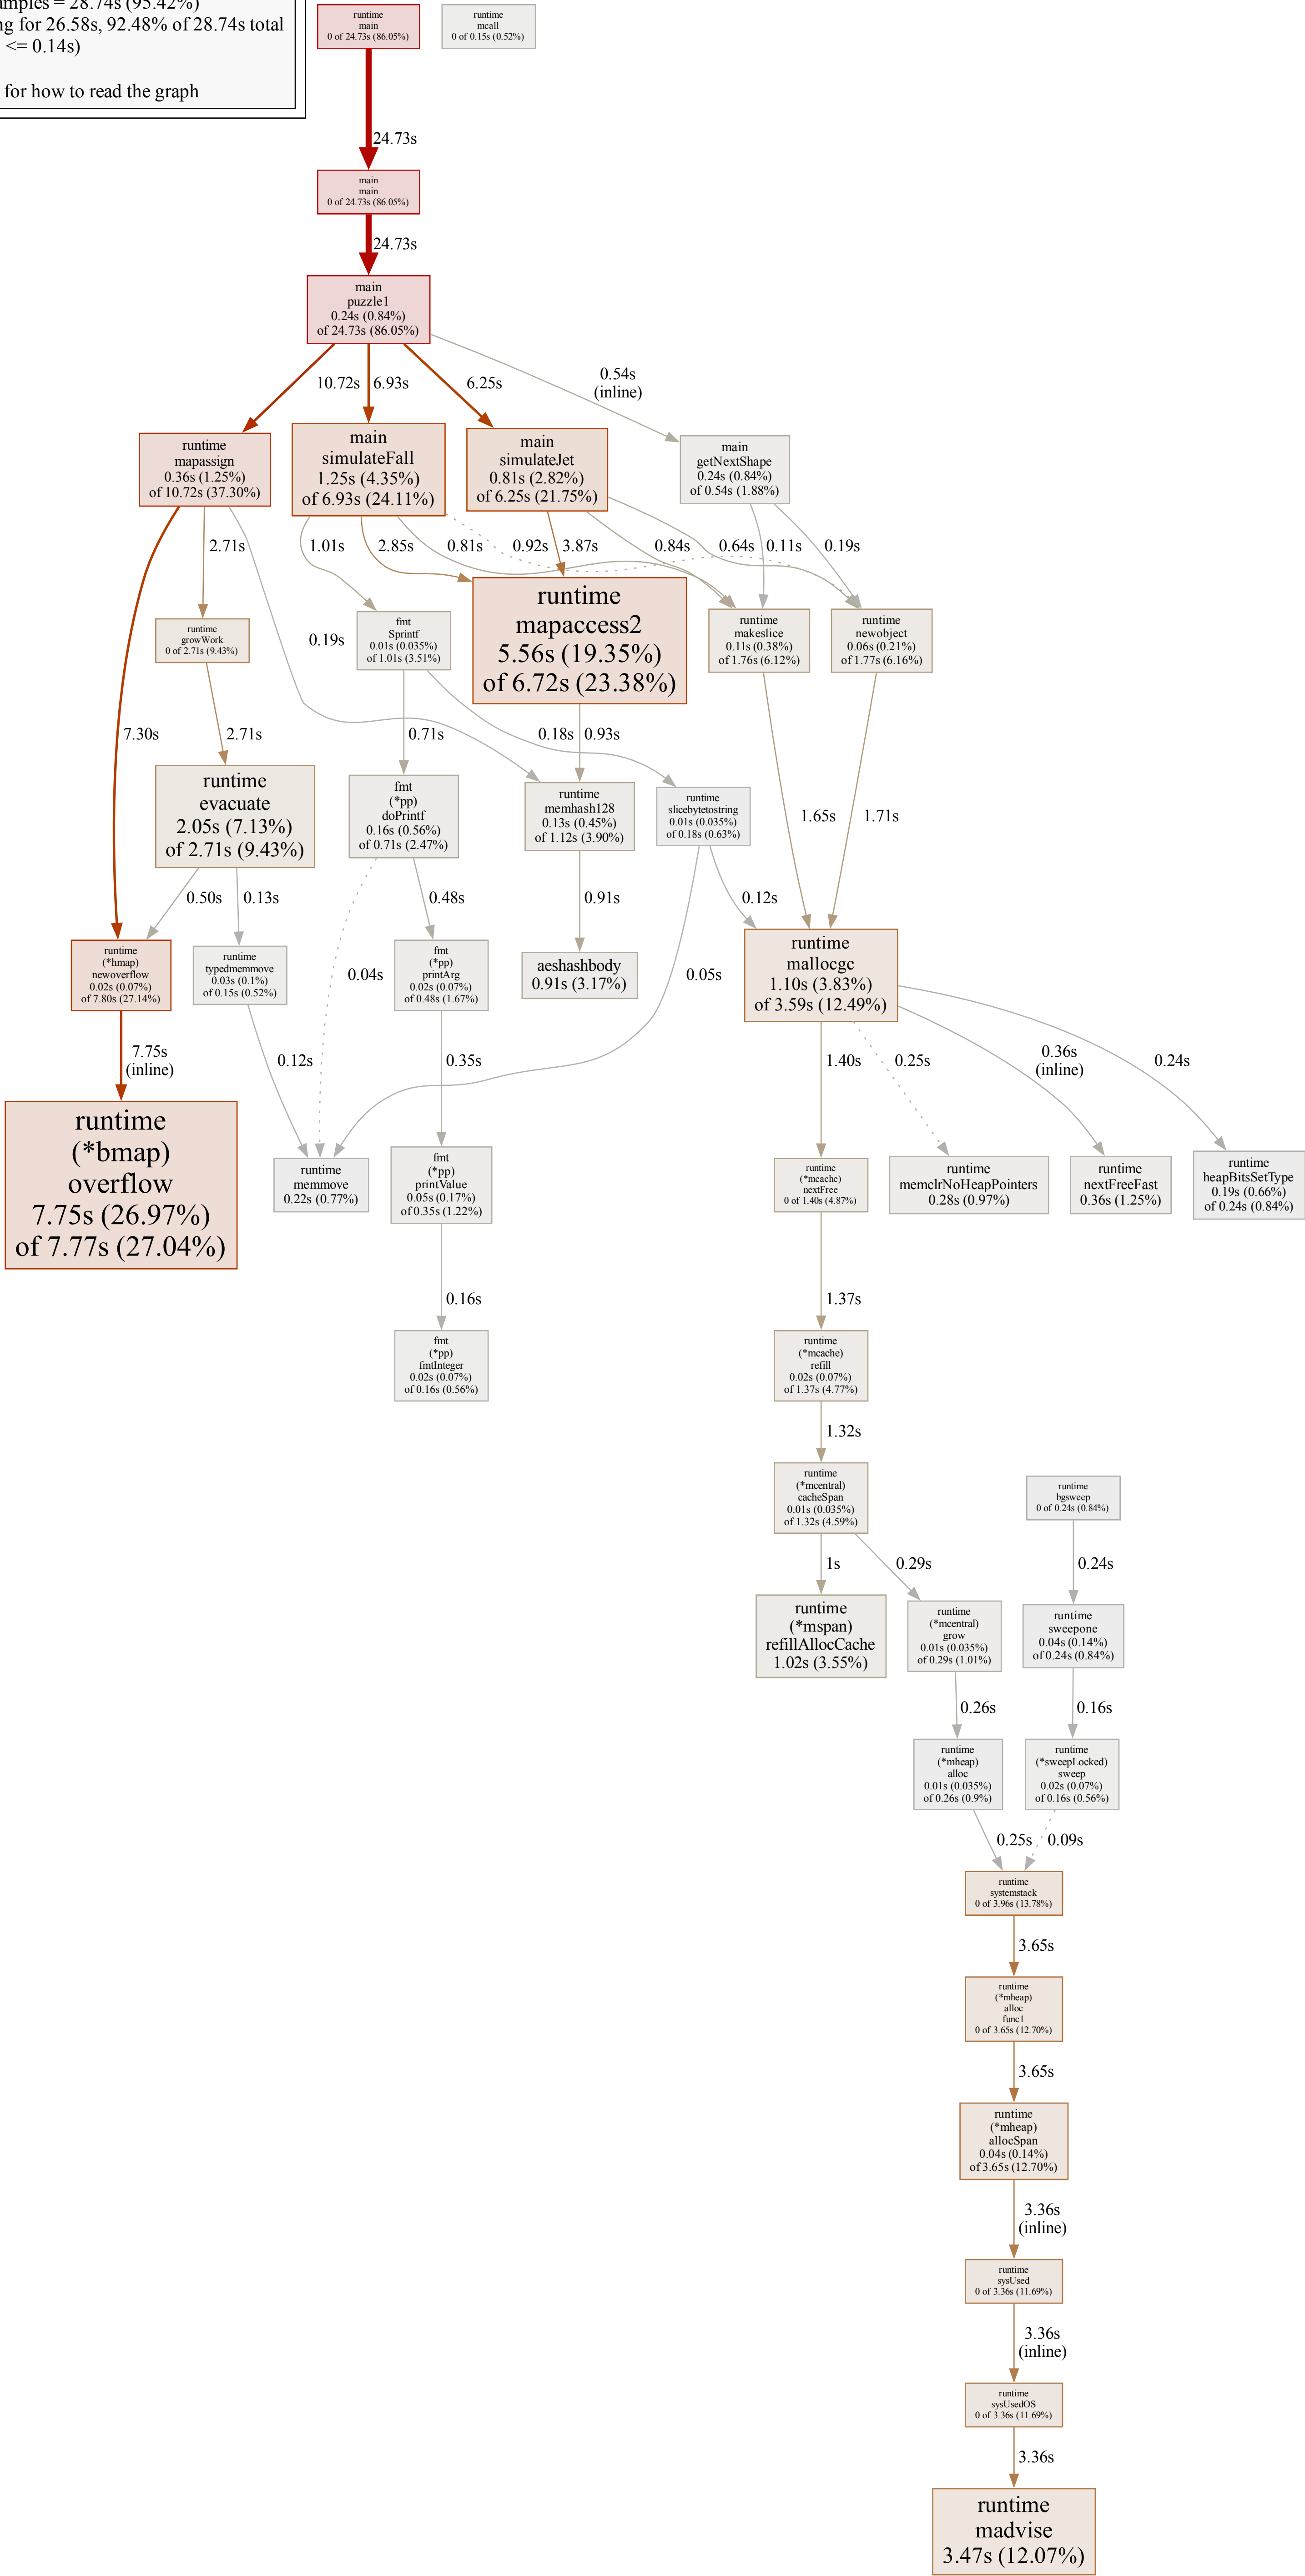 amples = 28.74s (95.42%)
ng for 26.58s, 92.48% of 28.74s total
<= 0.14s)
for how to read the graph
runtime
main
0 of 24.73s (86.05%)
runtime
mcall
0 of 0.15s (0.52%)
24.73s
main
main
0 of 24.73s (86.05%)
24.73s
main
puzzle1
0.24s (0.84%)
of 24.73s (86.05%)
10.72s
6.93s
6.25s
0.54s
(inline)
runtime
mapassign
0.36s (1.25%)
of 10.72s (37.30%)
main
simulateFall
1.25s (4.35%)
of 6.93s (24.11%)
main
simulateJet
0.81s (2.82%)
of 6.25s (21.75%)
main
getNextShape
0.24s (0.84%)
of 0.54s (1.88%)
2.71s
1.01s
2.85s
0.81s
0.92s
3.87s
0.84s
0.64s
0.11s
0.19s
runtime
growWork
0 of 2.71s (9.43%)
0.19s
fmt
Sprintf
0.01s (0.035%)
of 1.01s (3.51%)
runtime
mapaccess2
5.56s (19.35%)
of 6.72s (23.38%)
runtime
makeslice
0.11s (0.38%)
of 1.76s (6.12%)
runtime
newobject
0.06s (0.21%)
of 1.77s (6.16%)
7.30s
2.71s
0.71s
0.18s
0.93s
runtime
evacuate
2.05s (7.13%)
of 2.71s (9.43%)
fmt
(*pp)
doPrintf
0.16s (0.56%)
of 0.71s (2.47%)
runtime
memhash128
0.13s (0.45%)
of 1.12s (3.90%)
runtime
slicebytetostring
0.01s (0.035%)
of 0.18s (0.63%)
1.65s
1.71s
0.50s
0.13s
0.48s
0.91s
0.12s
runtime
(*hmap)
newoverflow
0.02s (0.07%)
of 7.80s (27.14%)
runtime
typedmemmove
0.03s (0.1%)
of 0.15s (0.52%)
0.04s
fmt
(*pp)
printArg
0.02s (0.07%)
of 0.48s (1.67%)
aeshashbody
0.91s (3.17%)
0.05s
runtime
mallocgc
1.10s (3.83%)
of 3.59s (12.49%)
7.75s
(inline)
0.12s
0.35s
1.40s
0.25s
0.36s
(inline)
0.24s
runtime
(*bmap)
overflow
7.75s (26.97%)
of 7.77s (27.04%)
runtime
memmove
0.22s (0.77%)
fmt
(*pp)
printValue
0.05s (0.17%)
of 0.35s (1.22%)
runtime
(*mcache)
nextFree
0 of 1.40s (4.87%)
runtime
memclrNoHeapPointers
0.28s (0.97%)
runtime
nextFreeFast
0.36s (1.25%)
runtime
heapBitsSetType
0.19s (0.66%)
of 0.24s (0.84%)
0.16s
1.37s
fmt
(*pp)
fmtInteger
0.02s (0.07%)
of 0.16s (0.56%)
runtime
(*mcache)
refill
0.02s (0.07%)
of 1.37s (4.77%)
1.32s
runtime
(*mcentral)
cacheSpan
0.01s (0.035%)
of 1.32s (4.59%)
runtime
bgsweep
0 of 0.24s (0.84%)
1s
0.29s
0.24s
runtime
(*mspan)
refillAllocCache
1.02s (3.55%)
runtime
(*mcentral)
grow
0.01s (0.035%)
of 0.29s (1.01%)
runtime
sweepone
0.04s (0.14%)
of 0.24s (0.84%)
0.26s
0.16s
runtime
(*mheap)
alloc
0.01s (0.035%)
of 0.26s (0.9%)
runtime
(*sweepLocked)
sweep
0.02s (0.07%)
of 0.16s (0.56%)
0.25s
0.09s
runtime
systemstack
0 of 3.96s (13.78%)
3.65s
runtime
(*mheap)
alloc
func1
0 of 3.65s (12.70%)
3.65s
runtime
(*mheap)
allocSpan
0.04s (0.14%)
of 3.65s (12.70%)
3.36s
(inline)
runtime
sysUsed
0 of 3.36s (11.69%)
3.36s
(inline)
runtime
sysUsedOS
0 of 3.36s (11.69%)
3.36s
runtime
madvise
3.47s (12.07%)